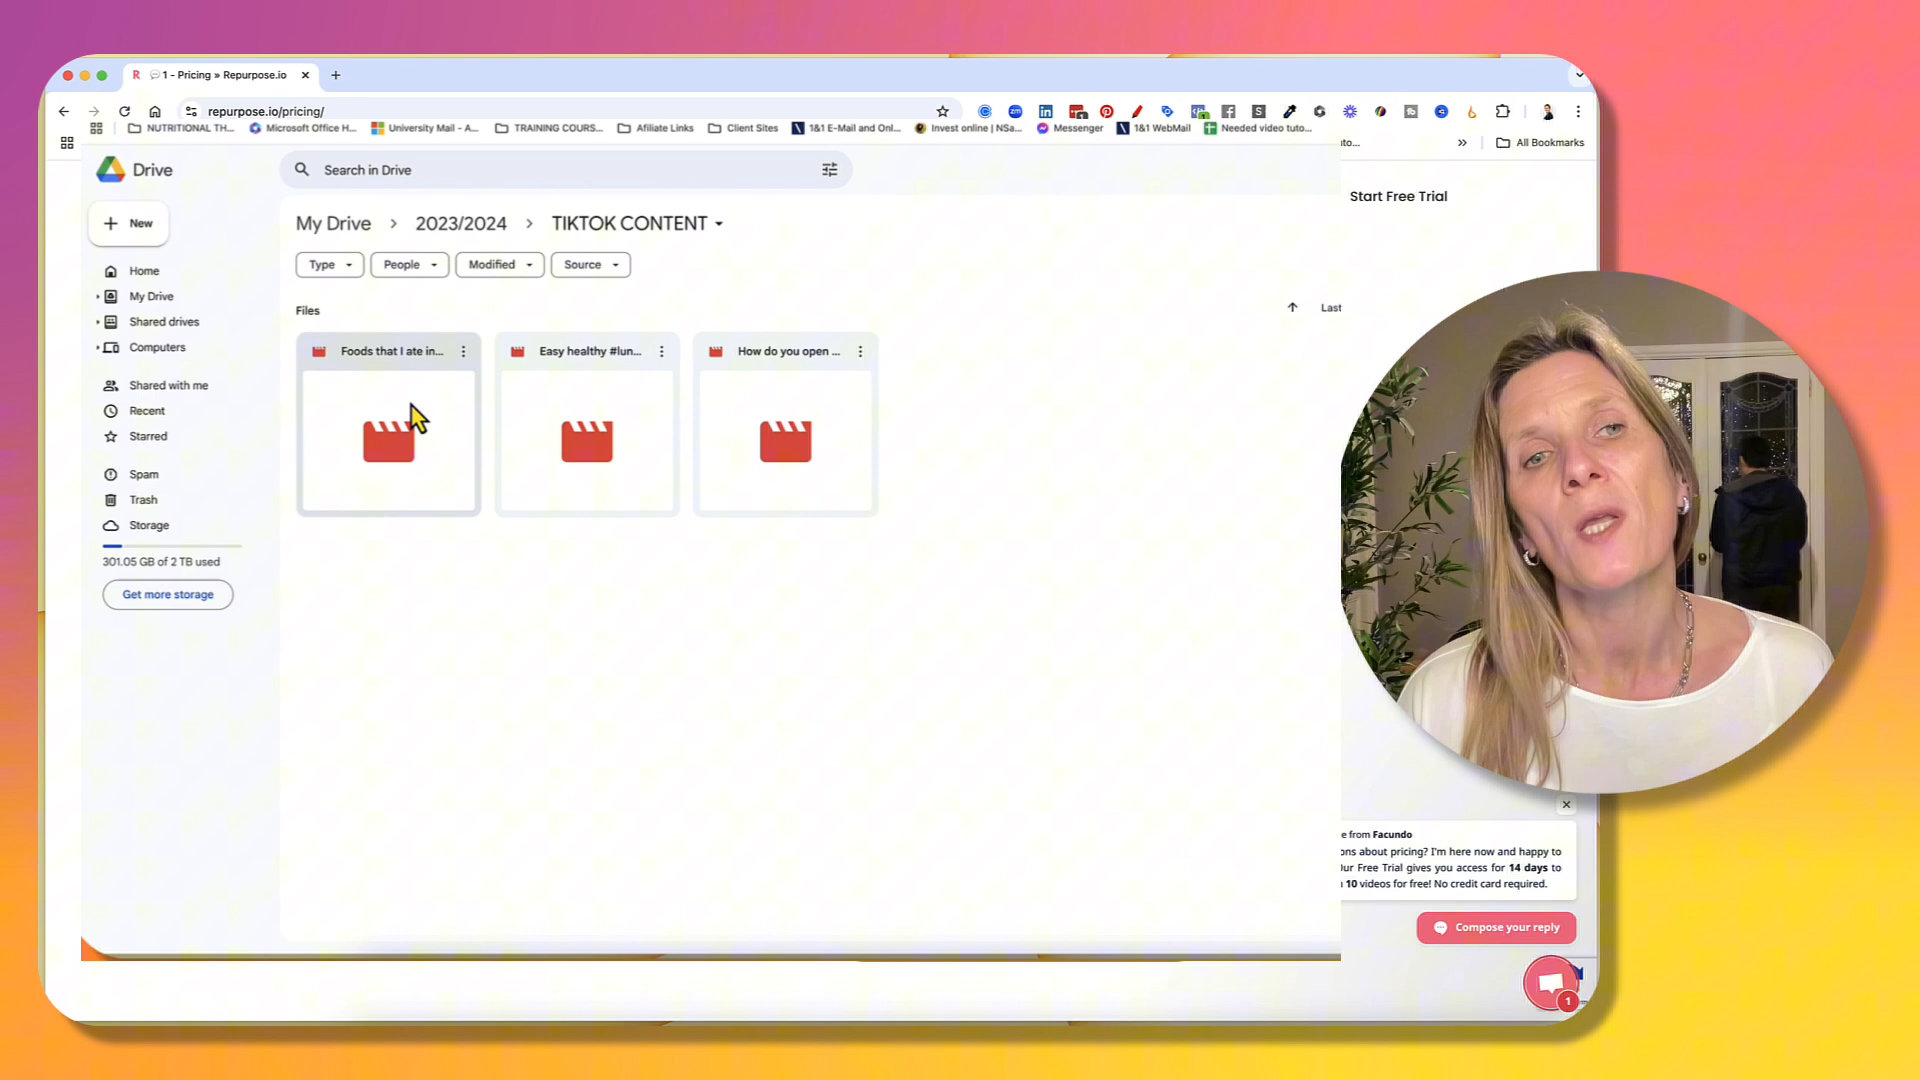 R 1 - Pricing » Repurpose.io
repurpose.io/pricing/
NUTRITIONAL TH...
Microsoft Office H...
University Mail - A...
TRAINING COURS...
Afiliate Links
Client Sites
1&1 E-Mail and Onl...
Invest online | NSa...
Messenger
1&1 WebMail
Needed video tuto...
to...
»
All Bookmarks
Drive
Search in Drive
Start Free Trial
New
My Drive > 2023/2024 > TIKTOK CONTENT
Type
People
Modified
Source
Home
My Drive
Shared drives
Computers
Shared with me
Recent
Starred
Spam
Trash
Storage
301.05 GB of 2 TB used
Get more storage
Files
Last
Foods that I ate in...
Easy healthy #lun...
How do you open ...
e from Facundo
ons about pricing? I'm here now and happy to
ur Free Trial gives you access for 14 days to
10 videos for free! No credit card required.
Compose your reply
1